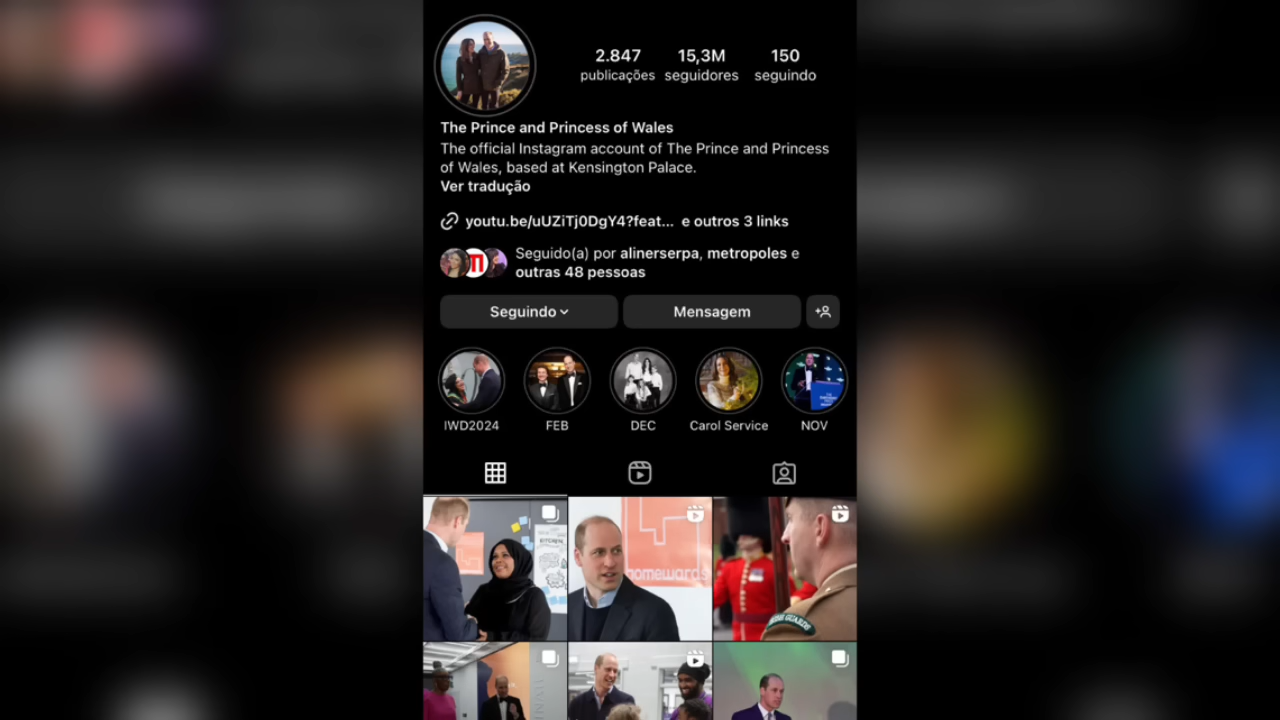 2.847 15,3M 150
publicações seguidores seguindo
The Prince and Princess of Wales
The official Instagram account of The Prince and Princess
of Wales, based at Kensington Palace.
Ver tradução
youtu.be/uUZiTj0DgY4?feat... e outros 3 links
Seguido(a) por alinerserpa, metropoles e
outras 48 pessoas
Seguindo
Mensagem
IWD2024 FEB DEC Carol Service NOV
KITCHEN
homewards
GUARDS